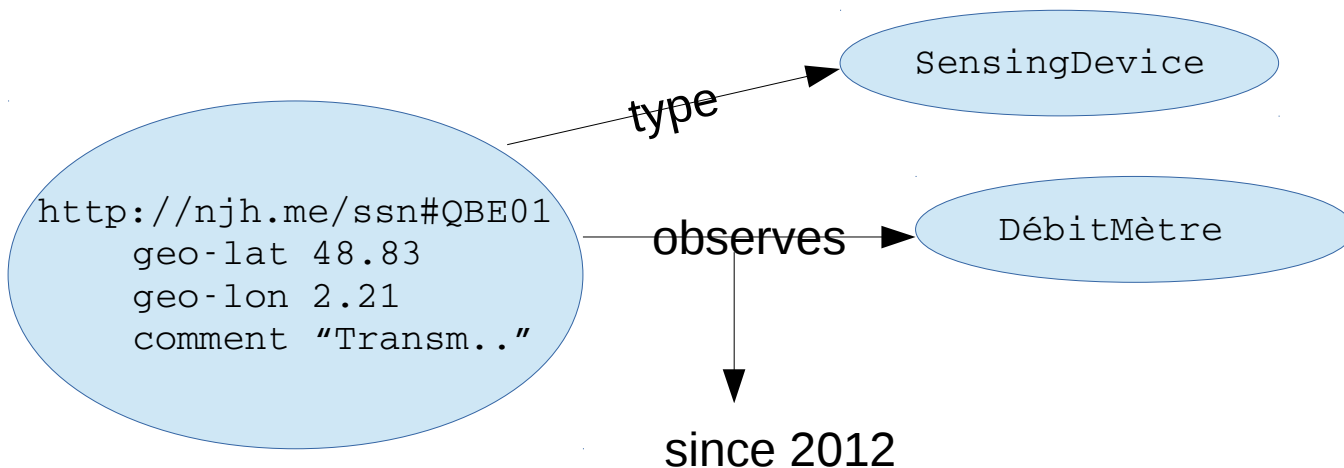 SensingDevice
type
http://njh.me/ssn#QBE01
geo-lat 48.83
geo-lon 2.21
comment “Transm..”
observes
DébitMètre
since 2012